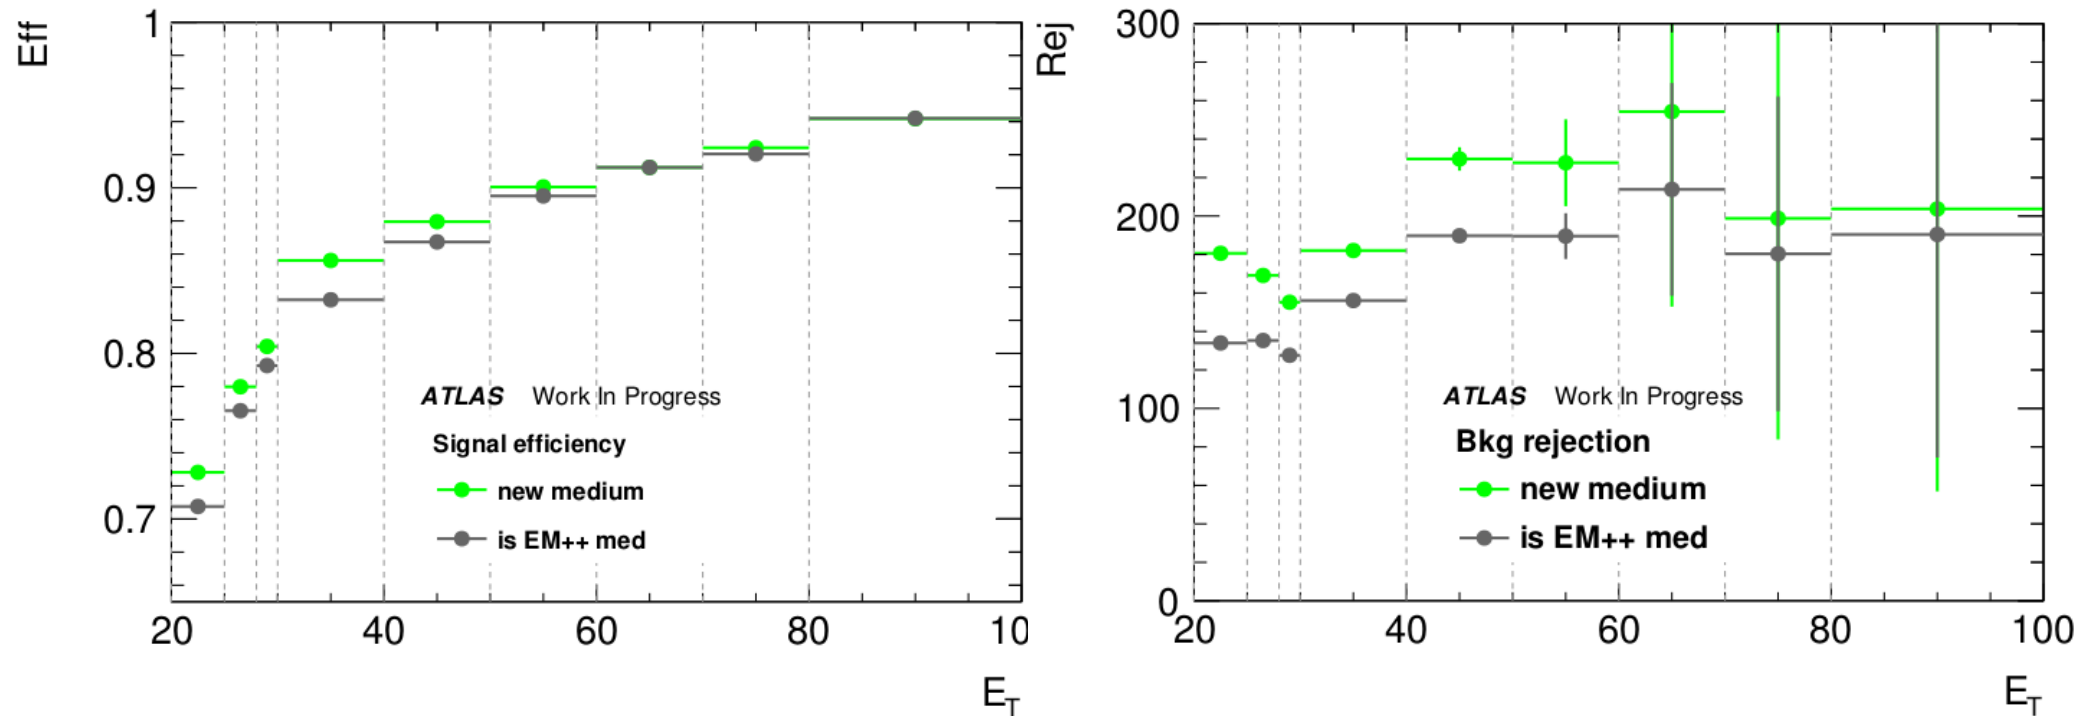 Eff
1
0.9
0.8
0.7
ATLAS Work In Progress
Signal efficiency
new medium
is EM++ med
20 40 60 80 10
E_T
Rej
300
200
100
0
ATLAS Work In Progress
Bkg rejection
new medium
is EM++ med
20 40 60 80 100
E_T